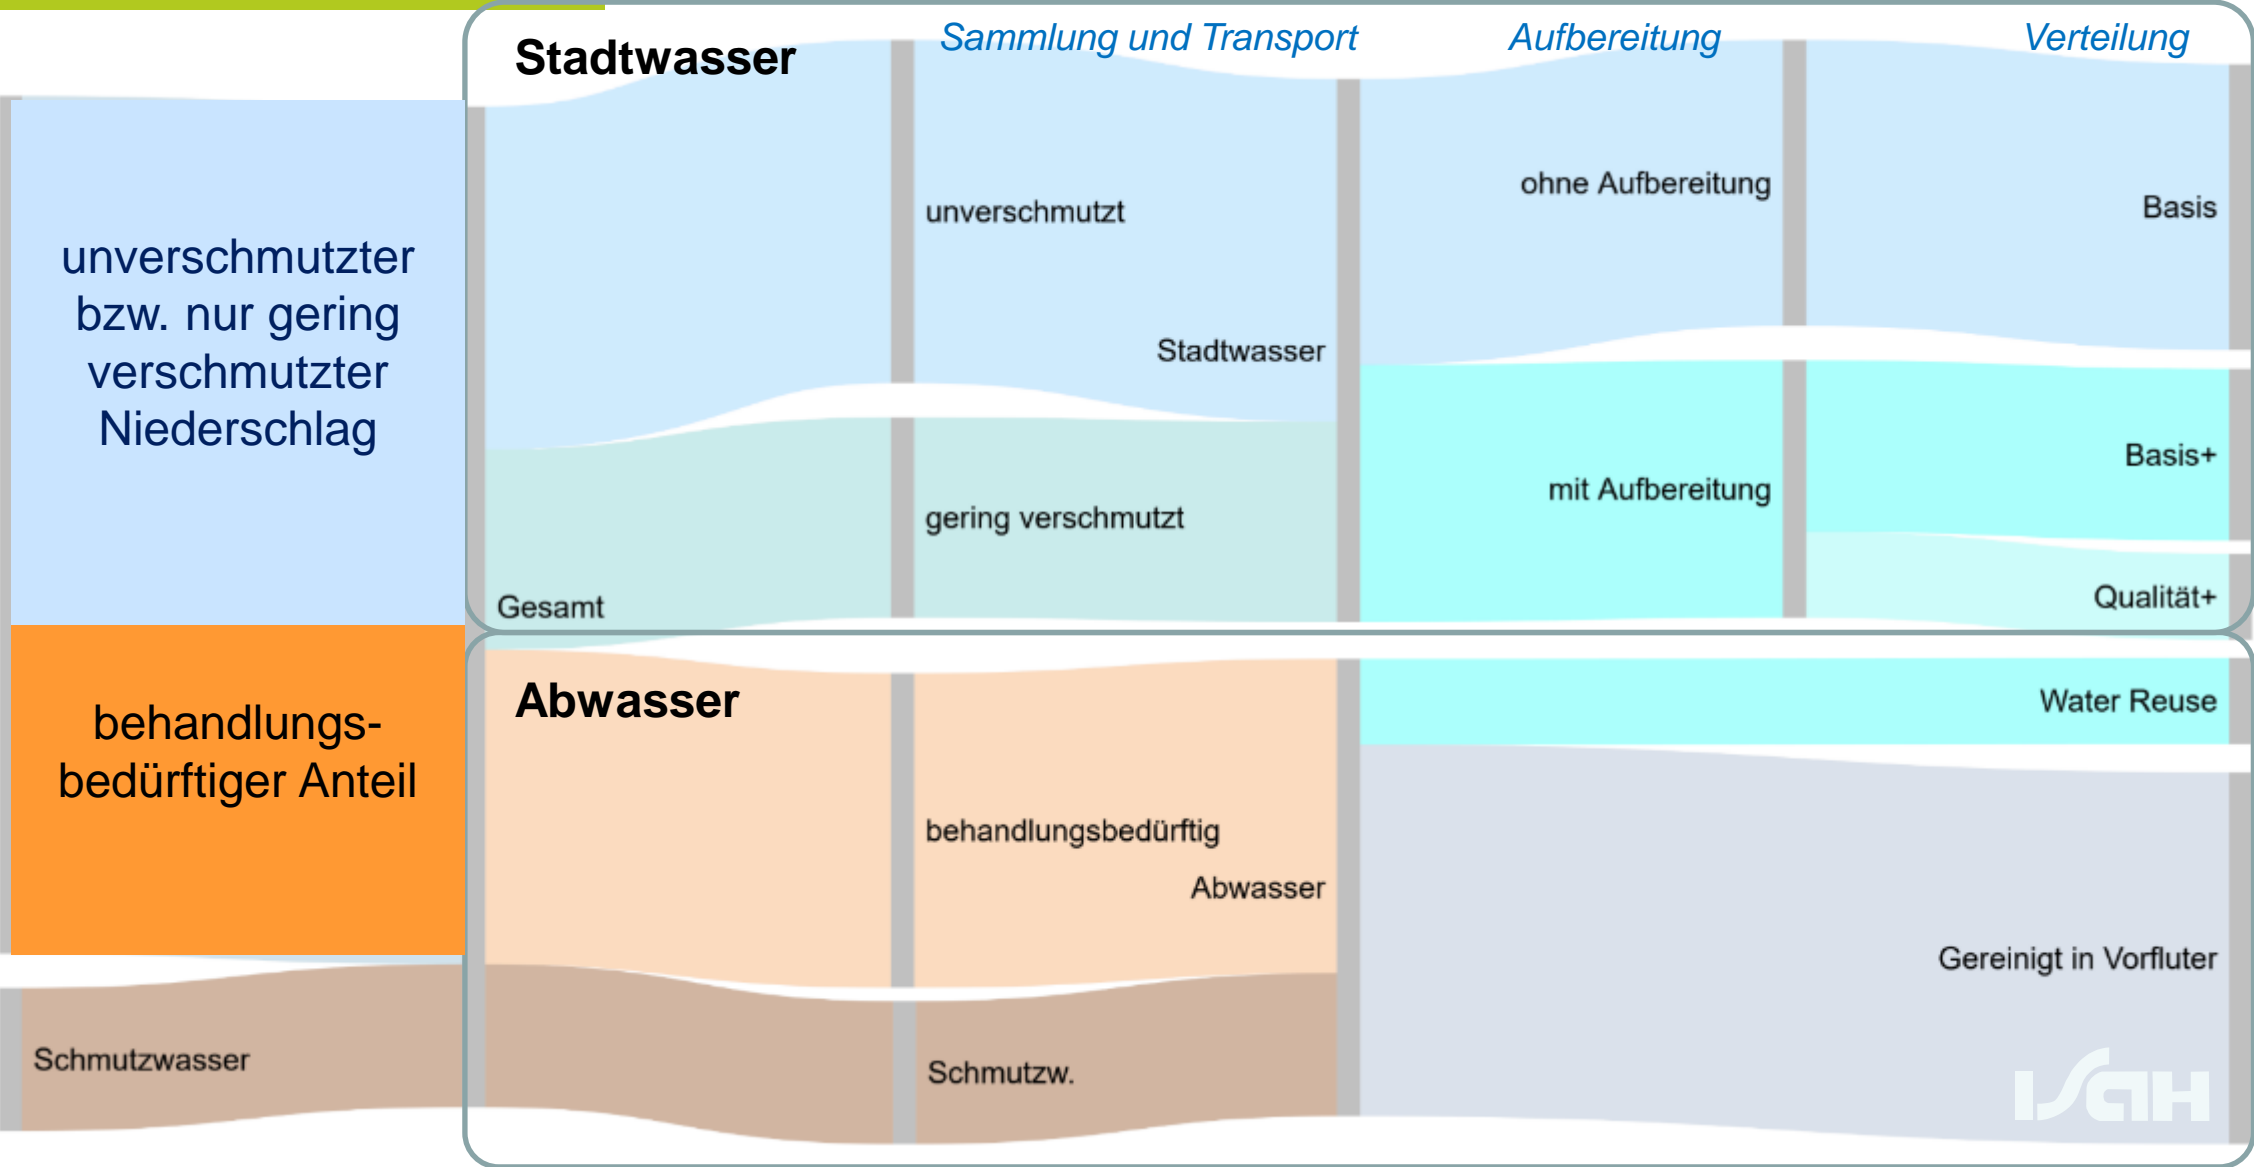 Stadtwasser
Sammlung und Transport
Aufbereitung
Verteilung
unverschmutzter
bzw. nur gering
verschmutzter
Niederschlag
unverschmutzt
Stadtwasser
ohne Aufbereitung
Basis
gering verschmutzt
mit Aufbereitung
Basis+
Qualität+
Gesamt
behandlungs-
bedürftiger Anteil
Abwasser
Water Reuse
behandlungsbedürftig
Abwasser
Gereinigt in Vorfluter
Schmutzwasser
Schmutzw.
ISAH